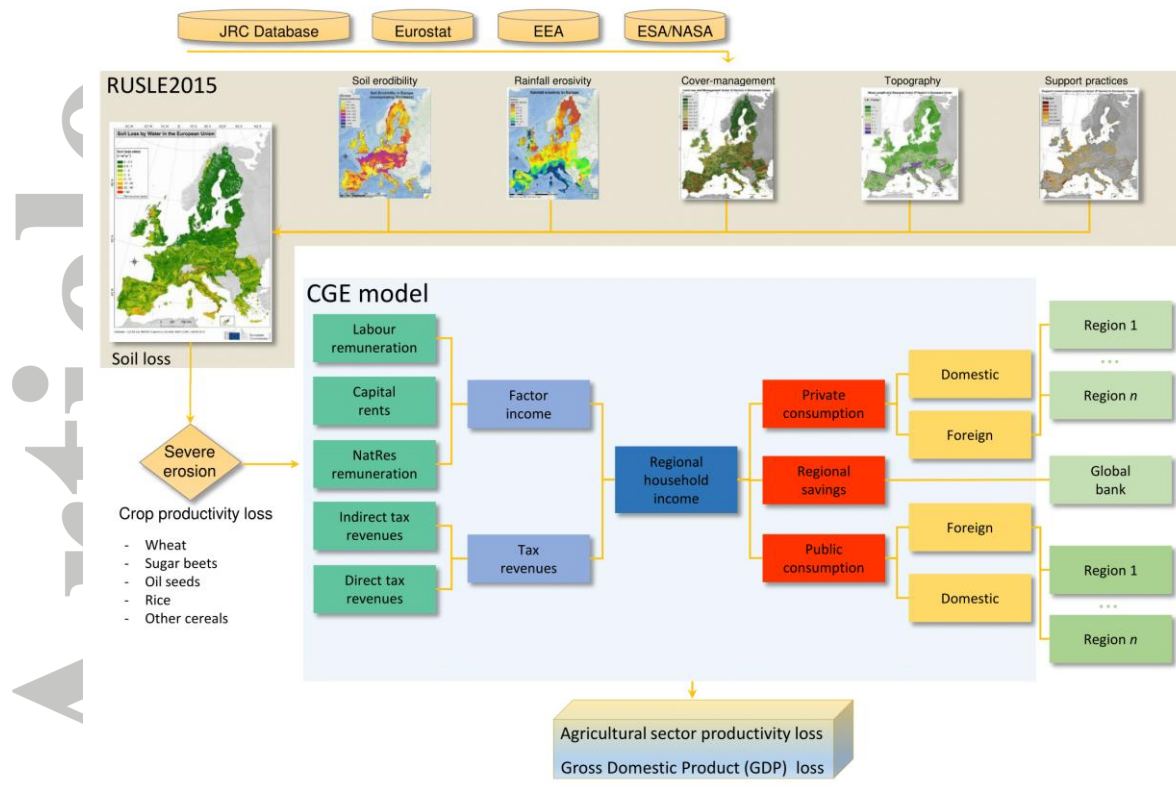 JRC Database
Eurostat
EEA
ESA/NASA
RUSLE2015
Soil erodibility
Rainfall erosivity
Cover-management
Topography
Support practices
Soil Loss by Water in the European Union
Soil loss
CGE model
Labour
remuneration
Capital
rents
NatRes
remuneration
Indirect tax
revenues
Direct tax
revenues
Factor
income
Tax
revenues
Regional
household
income
Private
consumption
Regional
savings
Public
consumption
Domestic
Foreign
Foreign
Domestic
Region 1
...
Region n
Global
bank
Region 1
...
Region n
Severe
erosion
Crop productivity loss
- Wheat
- Sugar beets
- Oil seeds
- Rice
- Other cereals
Agricultural sector productivity loss
Gross Domestic Product (GDP) loss